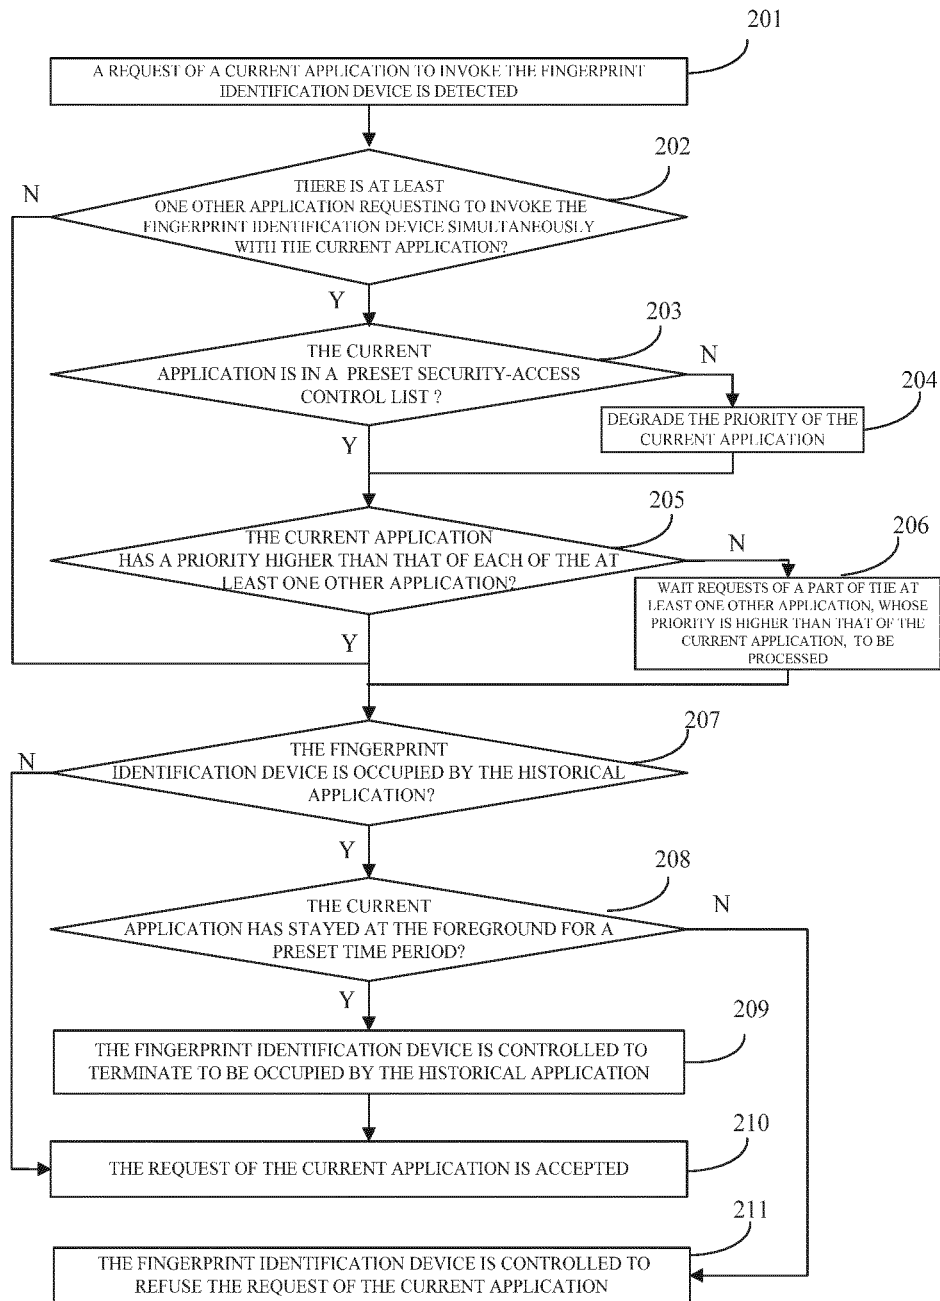 201
A REQUEST OF A CURRENT APPLICATION TO INVOKE THE FINGERPRINT
IDENTIFICATION DEVICE IS DETECTED
202
N
THERE IS AT LEAST
ONE OTHER APPLICATION REQUESTING TO INVOKE THE
FINGERPRINT IDENTIFICATION DEVICE SIMULTANEOUSLY
WITH THE CURRENT APPLICATION?
Y
203
THE CURRENT
APPLICATION IS IN A PRESET SECURITY-ACCESS
CONTROL LIST ?
N
204
DEGRADE THE PRIORITY OF THE
CURRENT APPLICATION
Y
205
THE CURRENT APPLICATION
HAS A PRIORITY HIGHER THAN THAT OF EACH OF THE AT
LEAST ONE OTHER APPLICATION?
N
206
WAIT REQUESTS OF A PART OF THE AT
LEAST ONE OTHER APPLICATION, WHOSE
PRIORITY IS HIGHER THAN THAT OF THE
CURRENT APPLICATION, TO BE
PROCESSED
Y
207
N
THE FINGERPRINT
IDENTIFICATION DEVICE IS OCCUPIED BY THE HISTORICAL
APPLICATION?
Y
208
THE CURRENT
APPLICATION HAS STAYED AT THE FOREGROUND FOR A
PRESET TIME PERIOD?
N
Y
209
THE FINGERPRINT IDENTIFICATION DEVICE IS CONTROLLED TO
TERMINATE TO BE OCCUPIED BY THE HISTORICAL APPLICATION
210
THE REQUEST OF THE CURRENT APPLICATION IS ACCEPTED
211
THE FINGERPRINT IDENTIFICATION DEVICE IS CONTROLLED TO
REFUSE THE REQUEST OF THE CURRENT APPLICATION